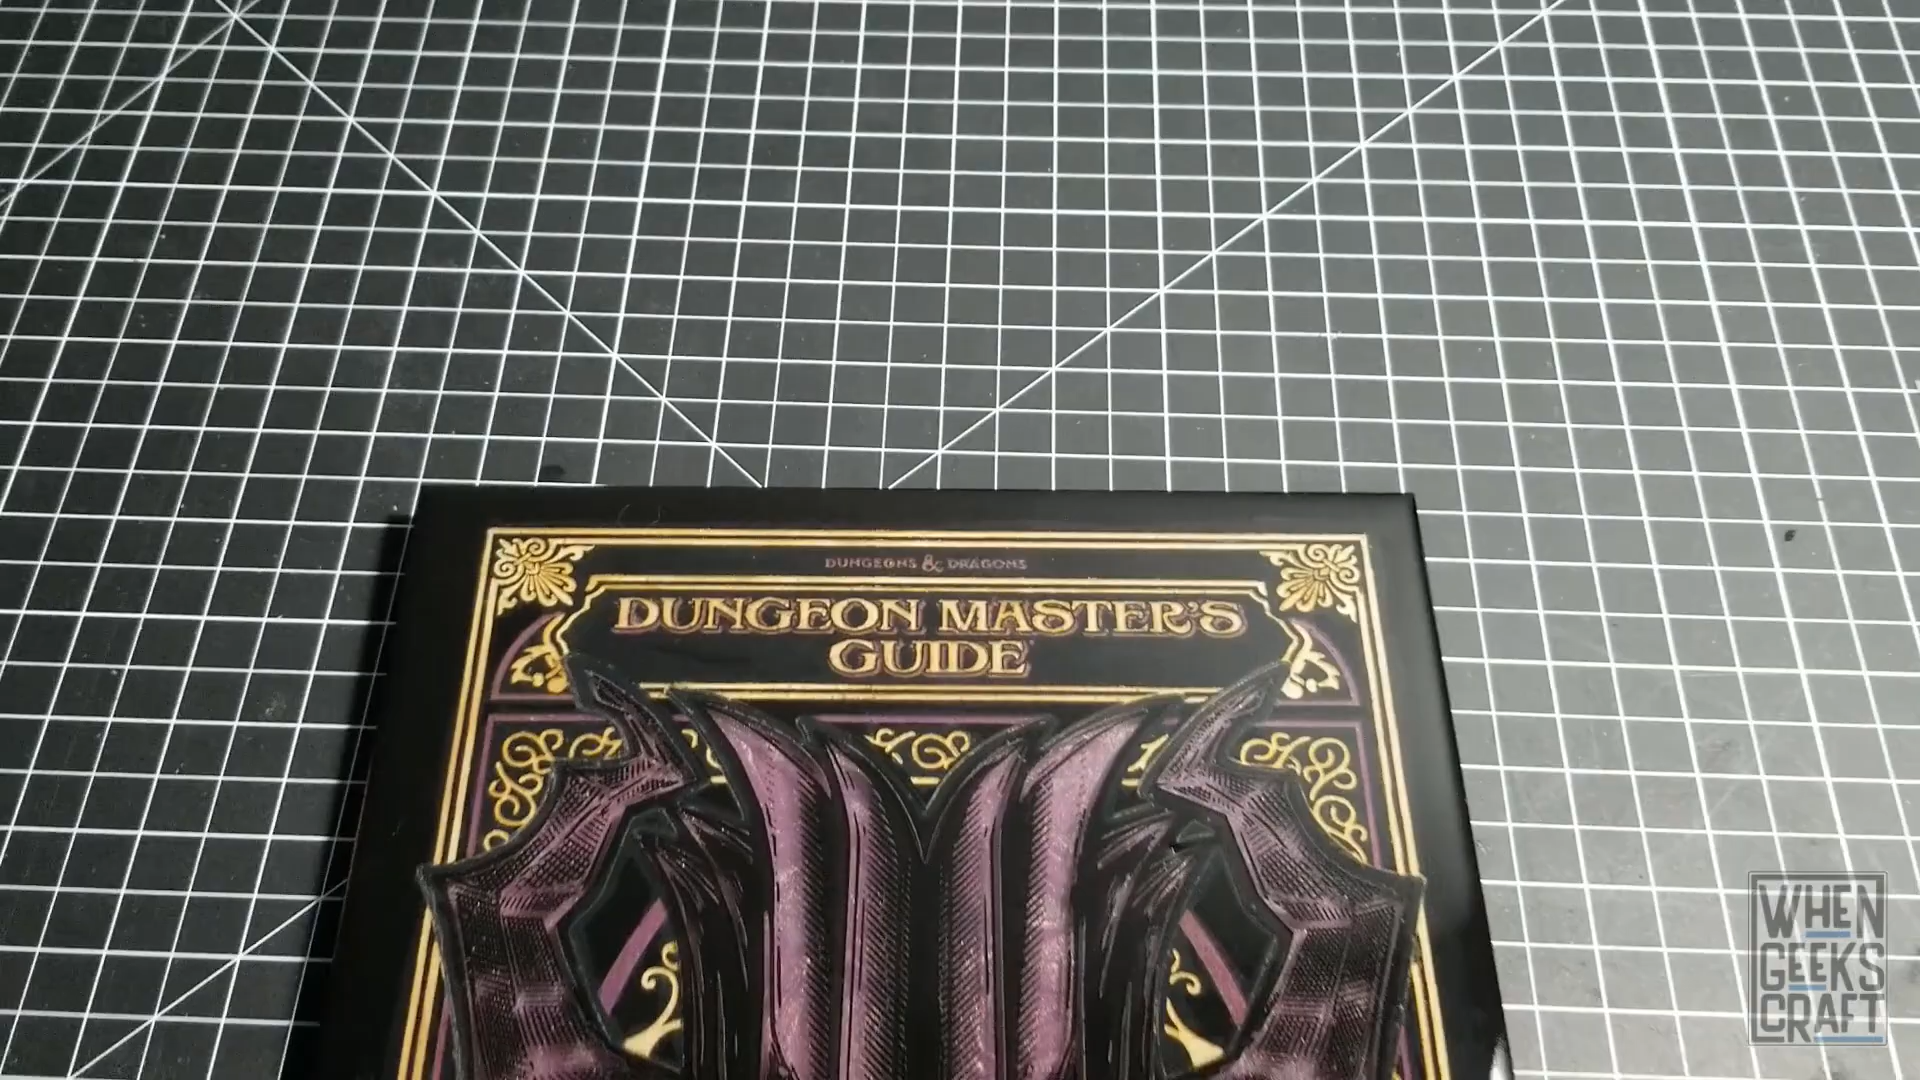 DUNGEONS & DRAGONS
DUNGEON MASTER'S
GUIDE
WHEN
GEEKS
CRAFT